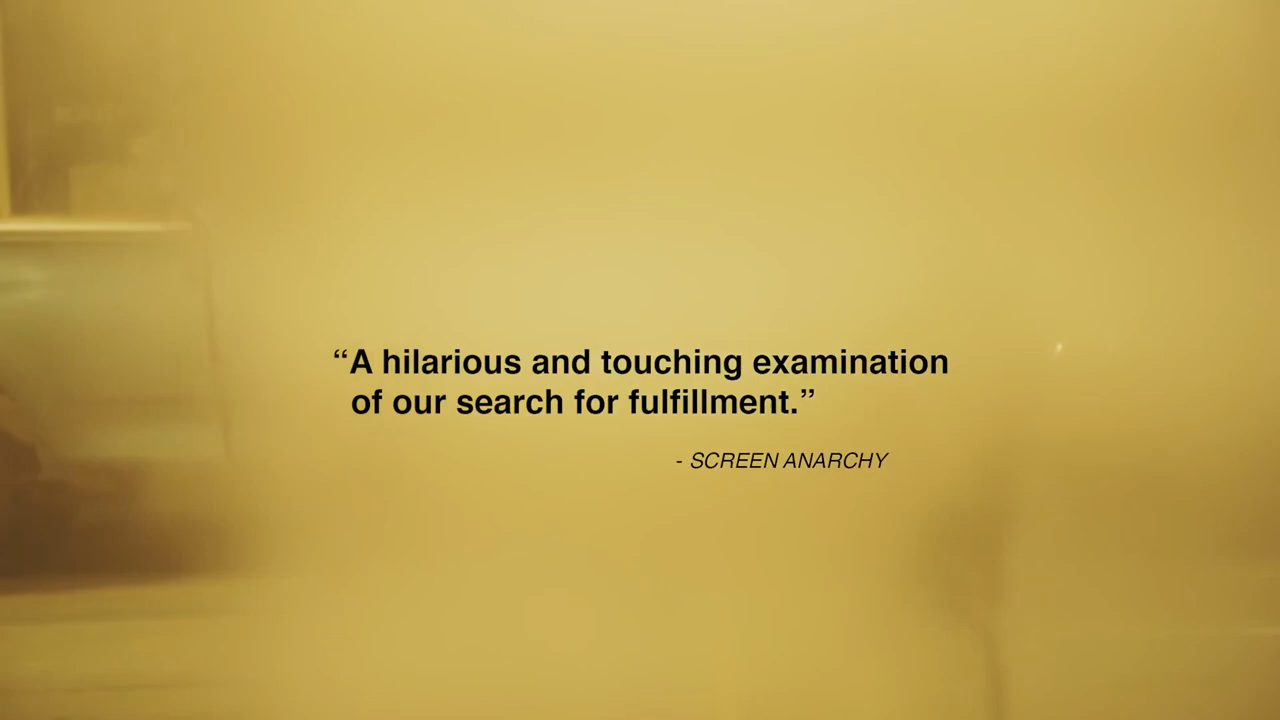 “A hilarious and touching examination
of our search for fulfillment.”
- SCREEN ANARCHY